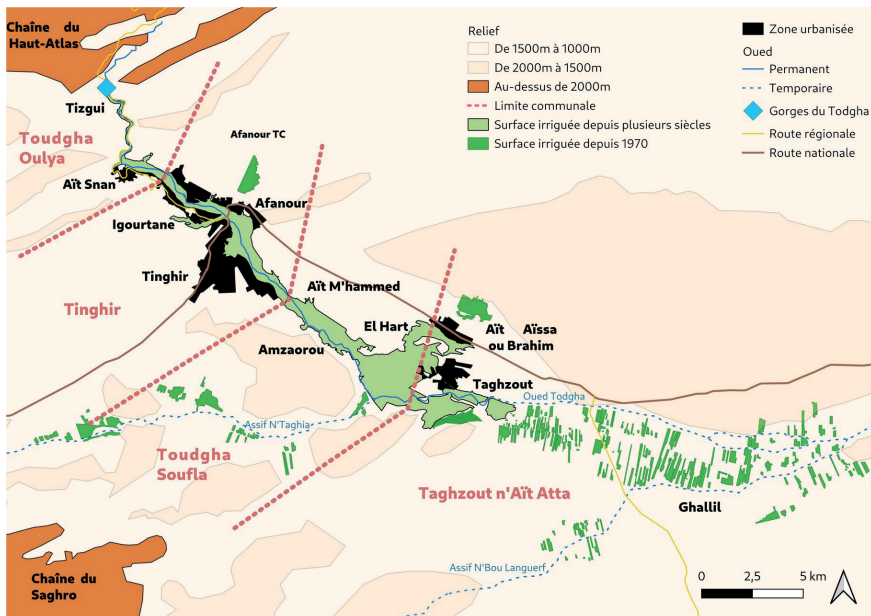 Chaîne du
Haut-Atlas
Tizgui
Toudgha
Oulya
Afanour TC
Aït Snan
Afanour
Igourtane
Tinghir
Tinghir
Aït M'hammed
El Hart
Aït Aïssa
ou Brahim
Amzaorou
Taghzout
Oued Todgha
Assif N'Taghia
Toudgha
Soufla
Taghzout n'Aït Atta
Ghallil
Assif N'Bou Languerf
Chaîne du
Saghro
Relief
De 1500m à 1000m
De 2000m à 1500m
Au-dessus de 2000m
Limite communale
Surface irriguée depuis plusieurs siècles
Surface irriguée depuis 1970
Zone urbanisée
Oued
Permanent
Temporaire
Gorges du Todgha
Route régionale
Route nationale
0 2,5 5 km